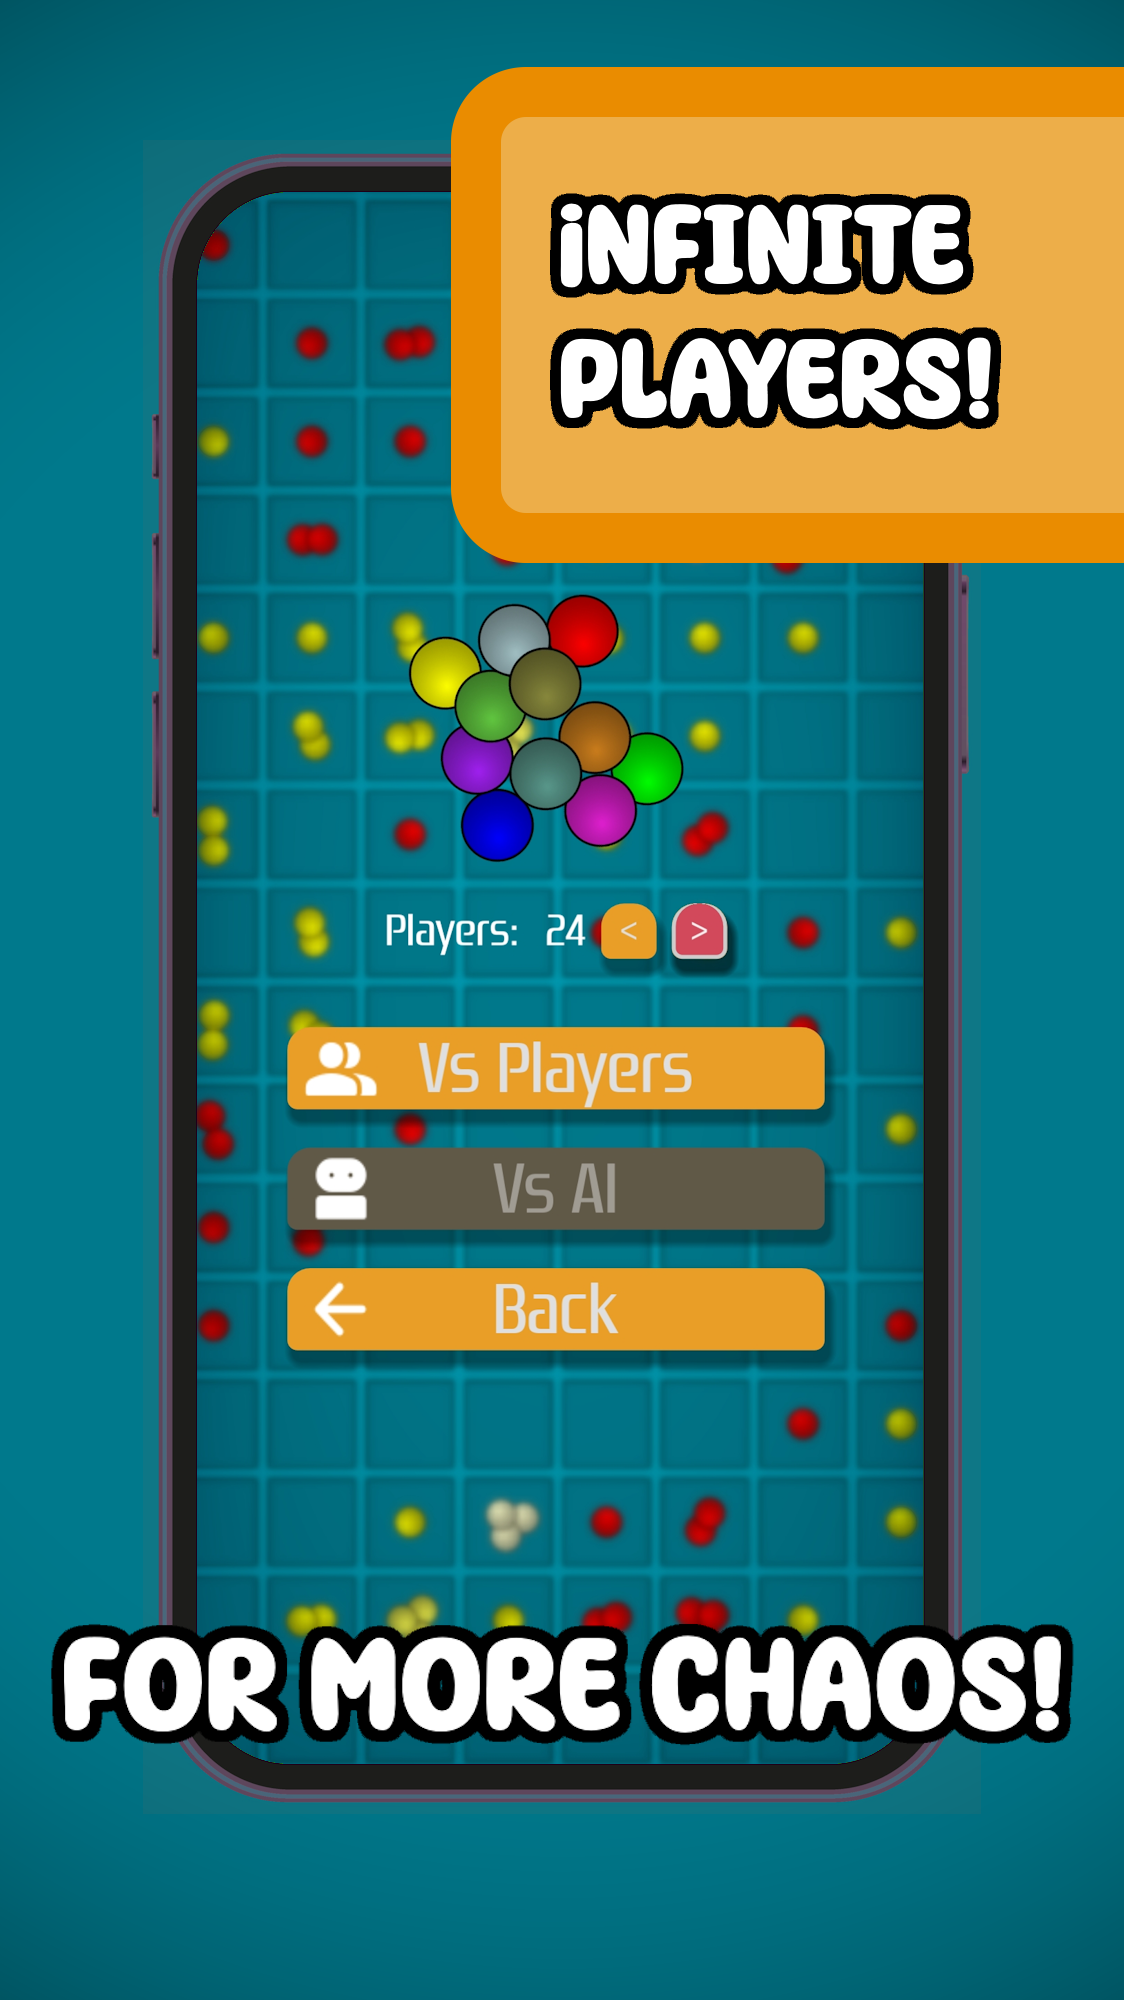 iNFINITE
PLAYERS!
Players: 24 < >
Vs Players
Vs AI
Back
FOR MORE CHAOS!